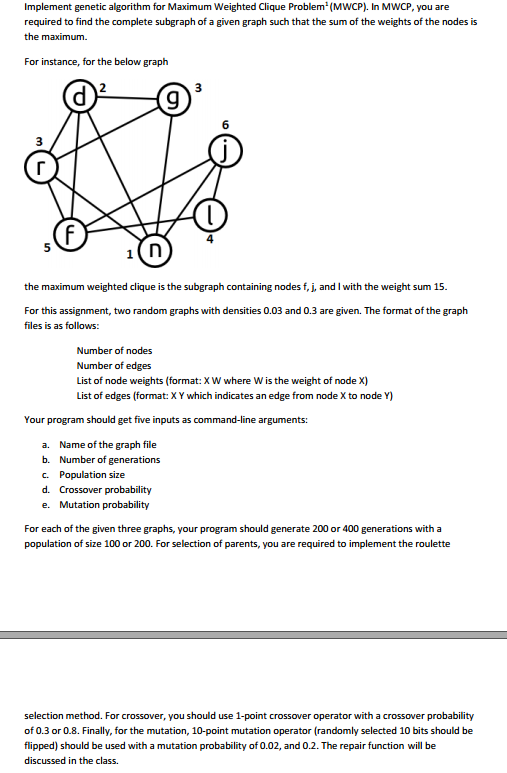 Implement genetic algorithm for Maximum Weighted Clique Problem¹ (MWCP). In MWCP, you are
required to find the complete subgraph of a given graph such that the sum of the weights of the nodes is
the maximum.
For instance, for the below graph
d 2
g 3
6
j
3
r
l
4
f
5
1 n
the maximum weighted clique is the subgraph containing nodes f, j, and l with the weight sum 15.
For this assignment, two random graphs with densities 0.03 and 0.3 are given. The format of the graph
files is as follows:
Number of nodes
Number of edges
List of node weights (format: X W where W is the weight of node X)
List of edges (format: X Y which indicates an edge from node X to node Y)
Your program should get five inputs as command-line arguments:
a. Name of the graph file
b. Number of generations
c. Population size
d. Crossover probability
e. Mutation probability
For each of the given three graphs, your program should generate 200 or 400 generations with a
population of size 100 or 200. For selection of parents, you are required to implement the roulette
selection method. For crossover, you should use 1-point crossover operator with a crossover probability
of 0.3 or 0.8. Finally, for the mutation, 10-point mutation operator (randomly selected 10 bits should be
flipped) should be used with a mutation probability of 0.02, and 0.2. The repair function will be
discussed in the class.